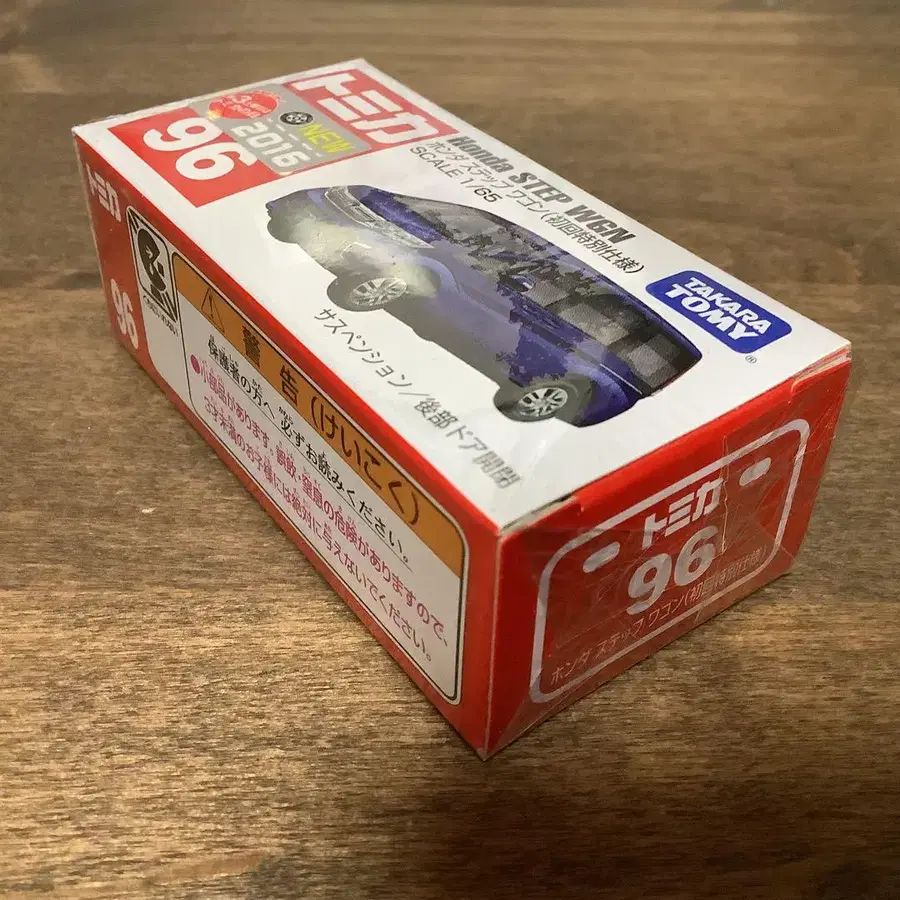 トミカ
96
NEW
2016
Honda STEP WGN
ホンダ ステップ ワゴン(初回特別仕様)
SCALE 1/65
TAKARA TOMY®
サスペンション/後部ドア開閉
トミカ
96
警告(けいこく)
保護者の方へ 必ずお読みください。
●小部品があります。誤飲・窒息の危険がありますので、
3才未満のお子様には絶対に与えないでください。
トミカ
96
ホンダ ステップ ワゴン(初回特別仕様)